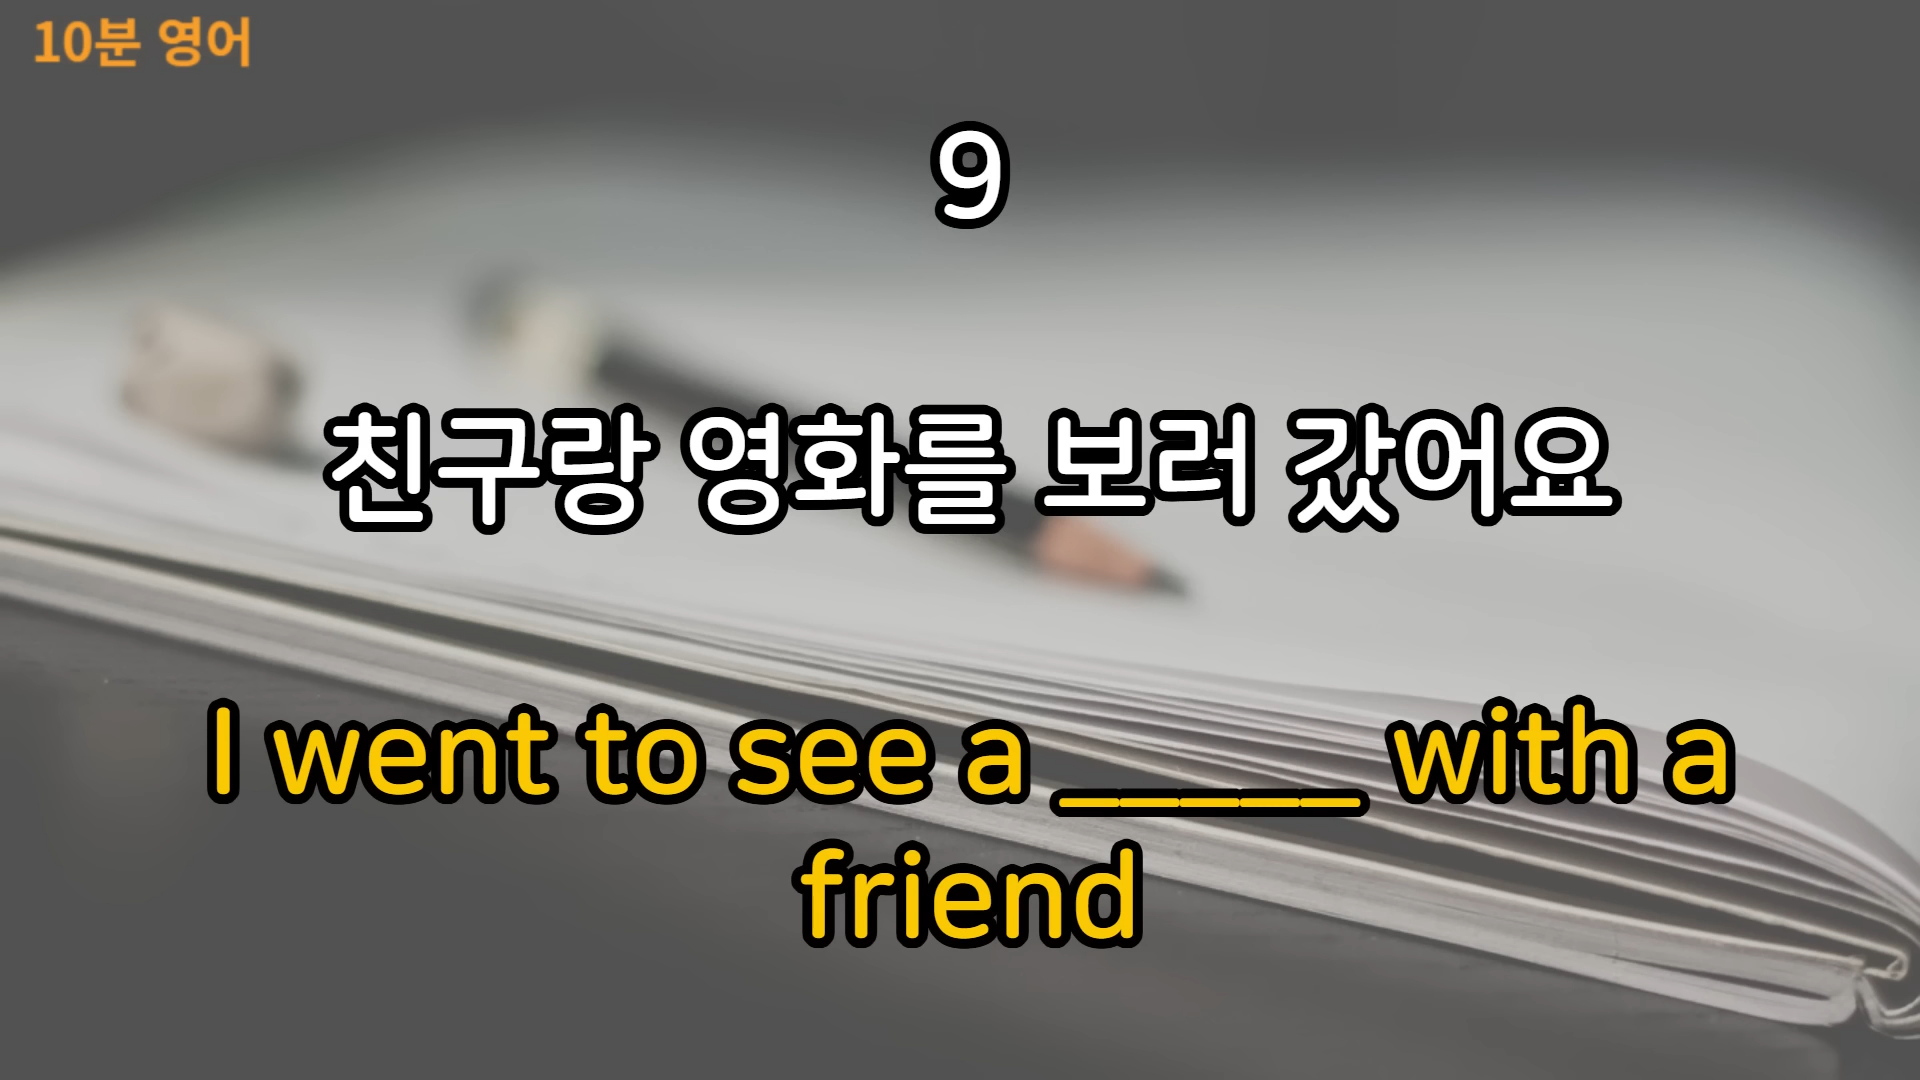 10분 영어
9
친구랑 영화를 보러 갔어요
I went to see a _____ with a
friend